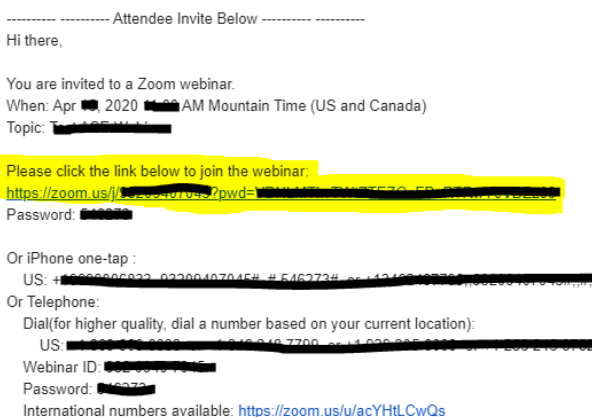 ---------- ---------- Attendee Invite Below ---------- ----------
Hi there,
You are invited to a Zoom webinar.
When: Apr , 2020 AM Mountain Time (US and Canada)
Topic:
Please click the link below to join the webinar:
https://zoom.us/j/ ?pwd=
Password:
Or iPhone one-tap :
US:
Or Telephone:
Dial(for higher quality, dial a number based on your current location):
US:
Webinar ID:
Password:
International numbers available: https://zoom.us/u/acYHtLCwQs